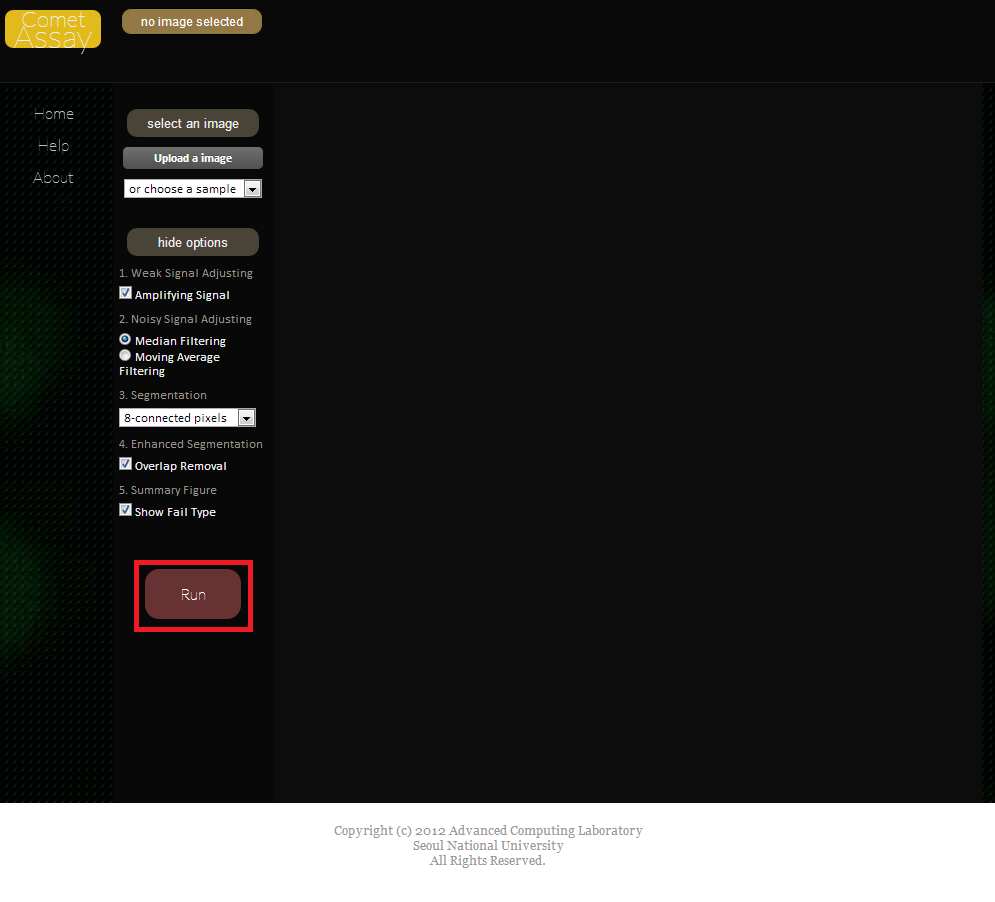 Comet
Assay
no image selected
Home
Help
About
select an image
Upload a image
or choose a sample
hide options
1. Weak Signal Adjusting
Amplifying Signal
2. Noisy Signal Adjusting
Median Filtering
Moving Average
Filtering
3. Segmentation
8-connected pixels
4. Enhanced Segmentation
Overlap Removal
5. Summary Figure
Show Fail Type
Run
Copyright (c) 2012 Advanced Computing Laboratory
Seoul National University
All Rights Reserved.